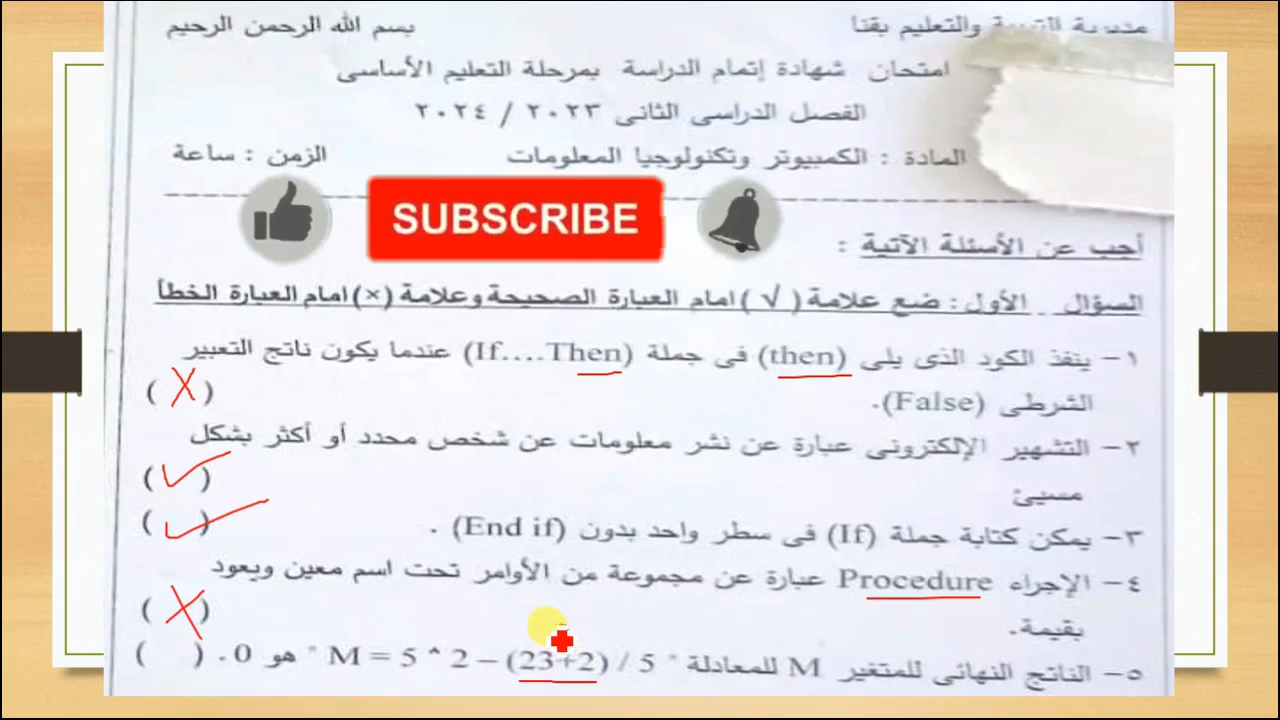 مديرية التربية والتعليم بقنا
بسم الله الرحمن الرحيم
امتحان شهادة إتمام الدراسة بمرحلة التعليم الأساسى
الفصل الدراسى الثانى ٢٠٢٣ / ٢٠٢٤
المادة : الكمبيوتر وتكنولوجيا المعلومات
الزمن : ساعة
SUBSCRIBE
أجب عن الأسئلة الآتية :
السؤال الأول : ضع علامة ( √ ) امام العبارة الصحيحة وعلامة (×) امام العبارة الخطأ
١- ينفذ الكود الذى يلى (then) فى جملة (If....Then) عندما يكون ناتج التعبير
الشرطى (False). ( X )
٢- التشهير الإلكترونى عبارة عن نشر معلومات عن شخص محدد أو أكثر بشكل
مسيئ ( ✓ )
٣- يمكن كتابة جملة (If) فى سطر واحد بدون (End if) . ( ✓ )
٤- الإجراء Procedure عبارة عن مجموعة من الأوامر تحت اسم معين ويعود
بقيمة. ( X )
٥- الناتج النهائى للمتغير M للمعادلة " M = 5 ^ 2 – (23+2) / 5 " هو 0 . ( )